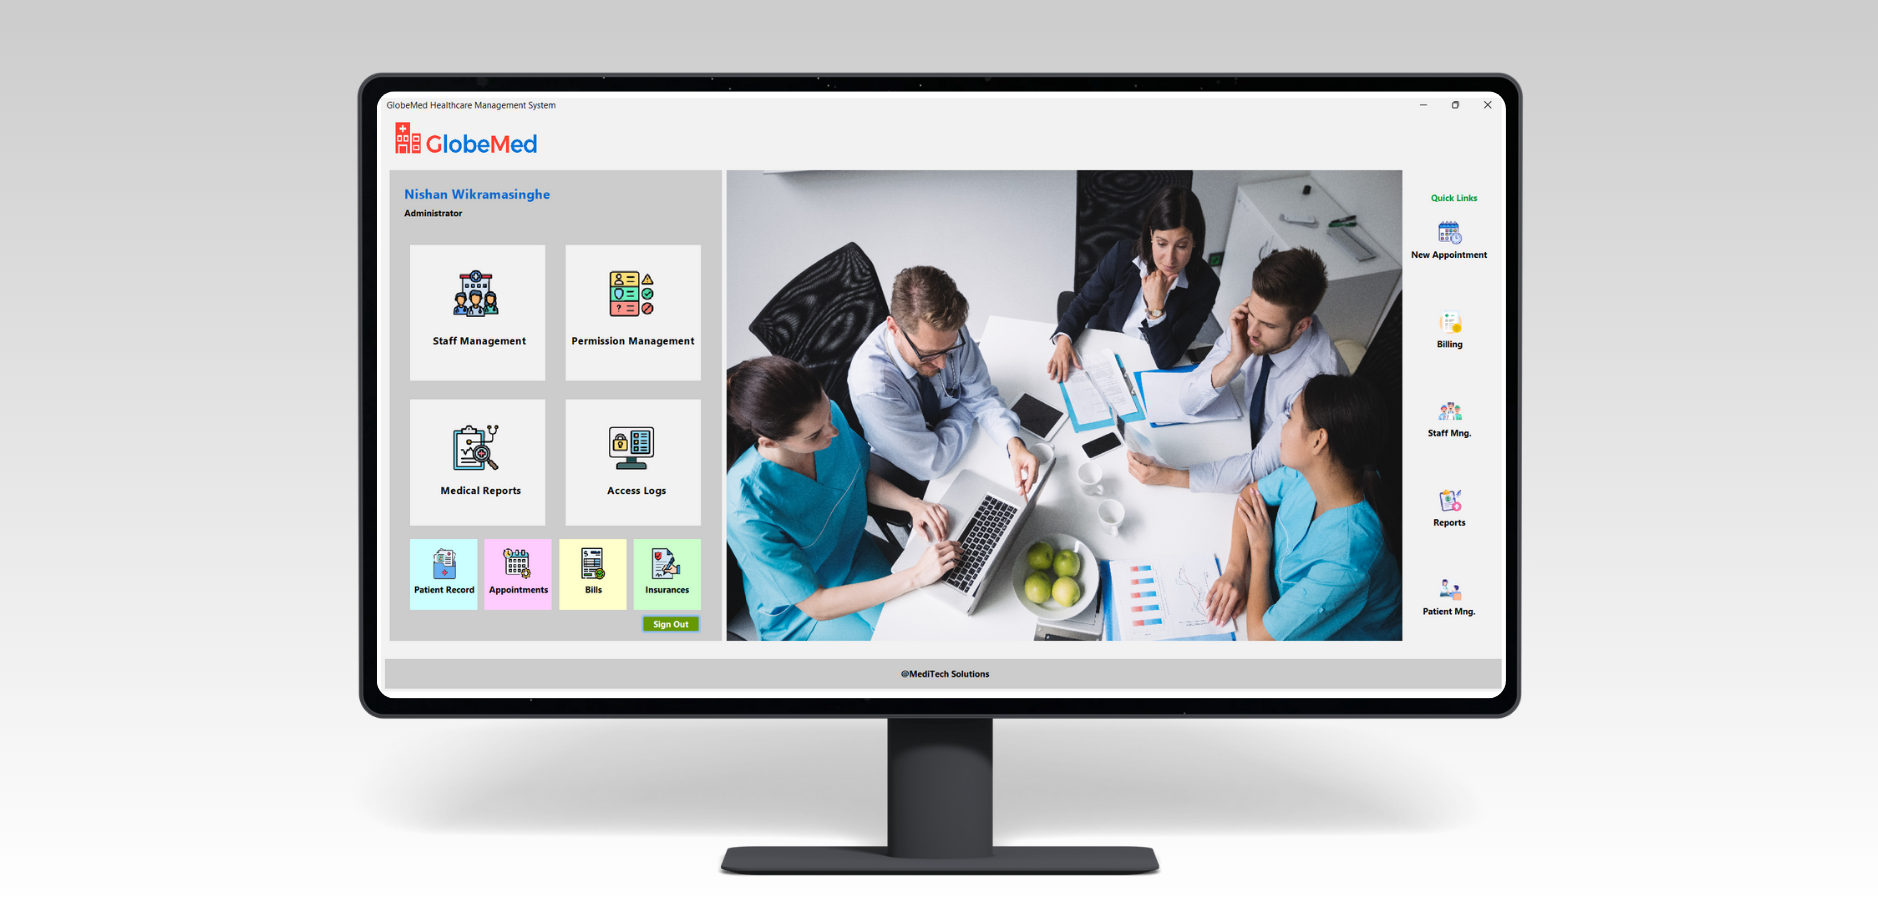 GlobeMed Healthcare Management System
GlobeMed
Nishan Wikramasinghe
Administrator
Staff Management
Permission Management
Medical Reports
Access Logs
Patient Record
Appointments
Bills
Insurances
Sign Out
Quick Links
New Appointment
Billing
Staff Mng.
Reports
Patient Mng.
@MediTech Solutions